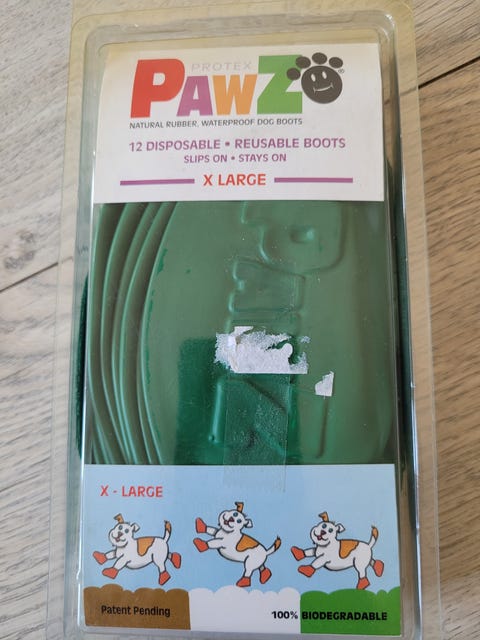 PROTEX
PAWZ®
NATURAL RUBBER, WATERPROOF DOG BOOTS
12 DISPOSABLE • REUSABLE BOOTS
SLIPS ON • STAYS ON
X LARGE
PAWZ
X - LARGE
Patent Pending
100% BIODEGRADABLE